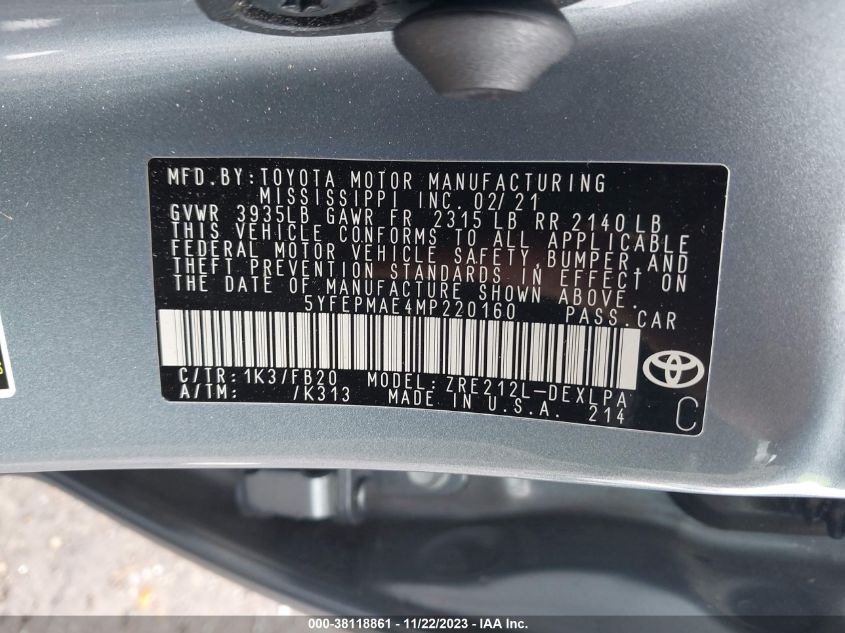 MFD. BY: TOYOTA MOTOR MANUFACTURING
MISSISSIPPI INC. 02/21
GVWR 3935LB GAWR FR 2315 LB RR 2140 LB
THIS VEHICLE CONFORMS TO ALL APPLICABLE
FEDERAL MOTOR VEHICLE SAFETY, BUMPER, AND
THEFT PREVENTION STANDARDS IN EFFECT ON
THE DATE OF MANUFACTURE SHOWN ABOVE.
5YFEPMAE4MP220160 PASS. CAR
C/TR: 1K3/FB20 MODEL: ZRE212L-DEXLPA
A/TM: /K313 MADE IN U.S.A. 214
C
000-38118861 - 11/22/2023 - IAA Inc.